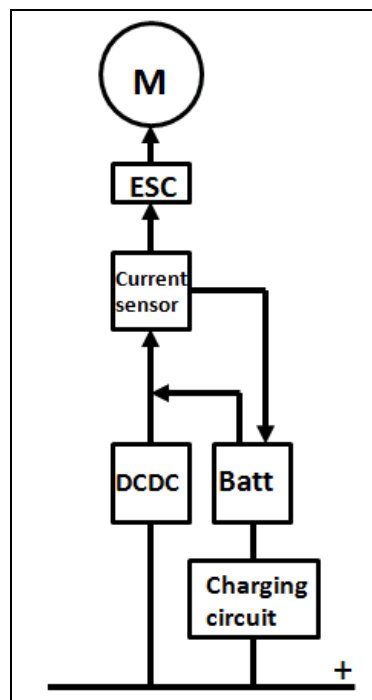 M
ESC
Current
sensor
DCDC
Batt
Charging
circuit
+